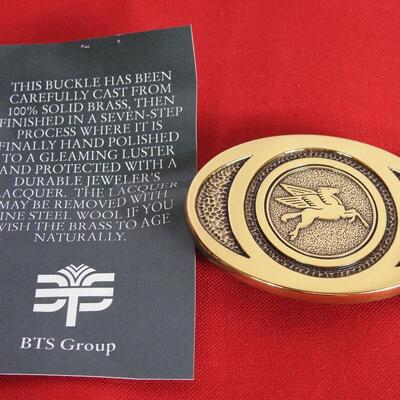 THIS BUCKLE HAS BEEN
CAREFULLY CAST FROM
100% SOLID BRASS, THEN
FINISHED IN A SEVEN-STEP
PROCESS WHERE IT IS
FINALLY HAND POLISHED
TO A GLEAMING LUSTER
AND PROTECTED WITH A
DURABLE JEWELER'S
LACQUER. THE LACQUER
MAY BE REMOVED WITH
FINE STEEL WOOL IF YOU
WISH THE BRASS TO AGE
NATURALLY.
BTS Group